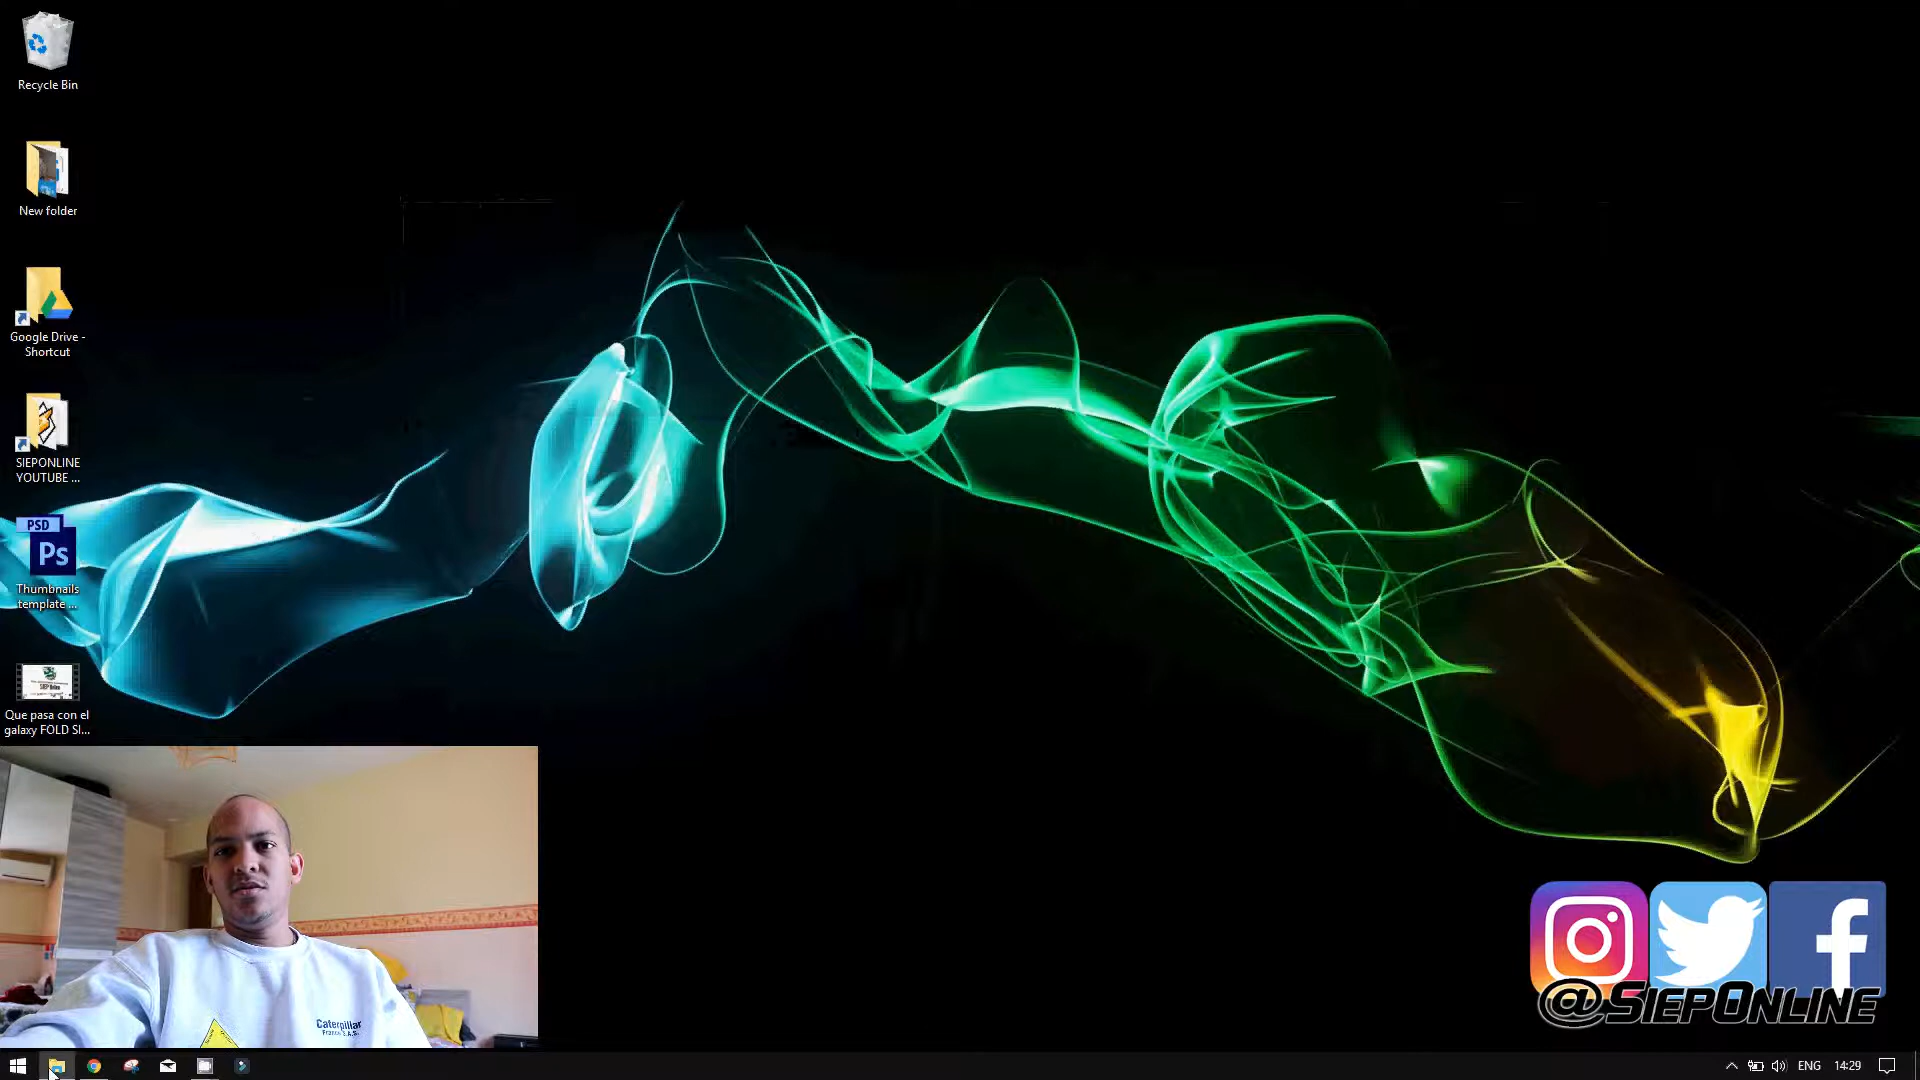 Recycle Bin
New folder
Google Drive -
Shortcut
SIEPONLINE
YOUTUBE ...
PSD
Ps
Thumbnails
template ...
Que pasa con el
galaxy FOLD SI...
Caterpillar
France S.A.S.
@SIEPONLINE
ENG
14:29